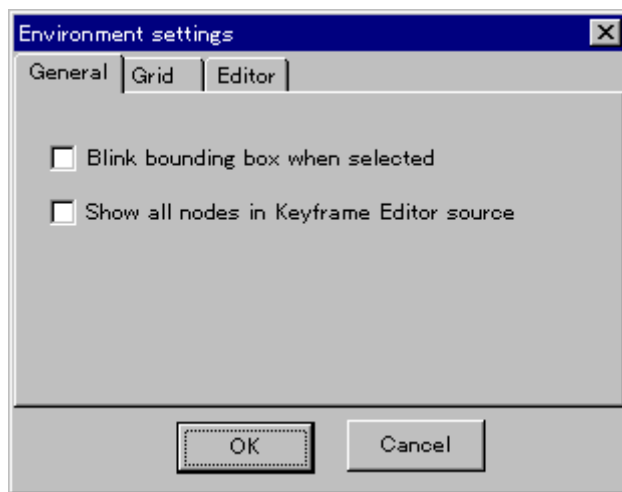 Environment settings
General Grid Editor
Blink bounding box when selected
Show all nodes in Keyframe Editor source
OK Cancel